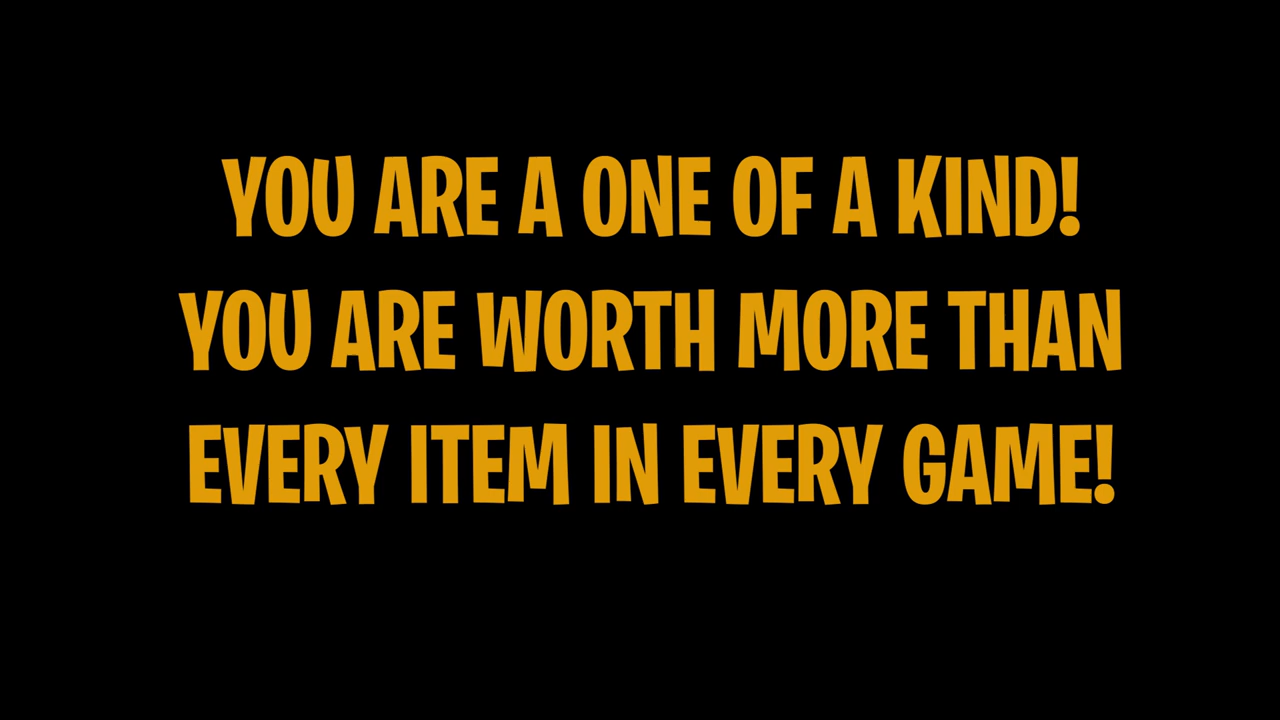 YOU ARE A ONE OF A KIND!
YOU ARE WORTH MORE THAN
EVERY ITEM IN EVERY GAME!